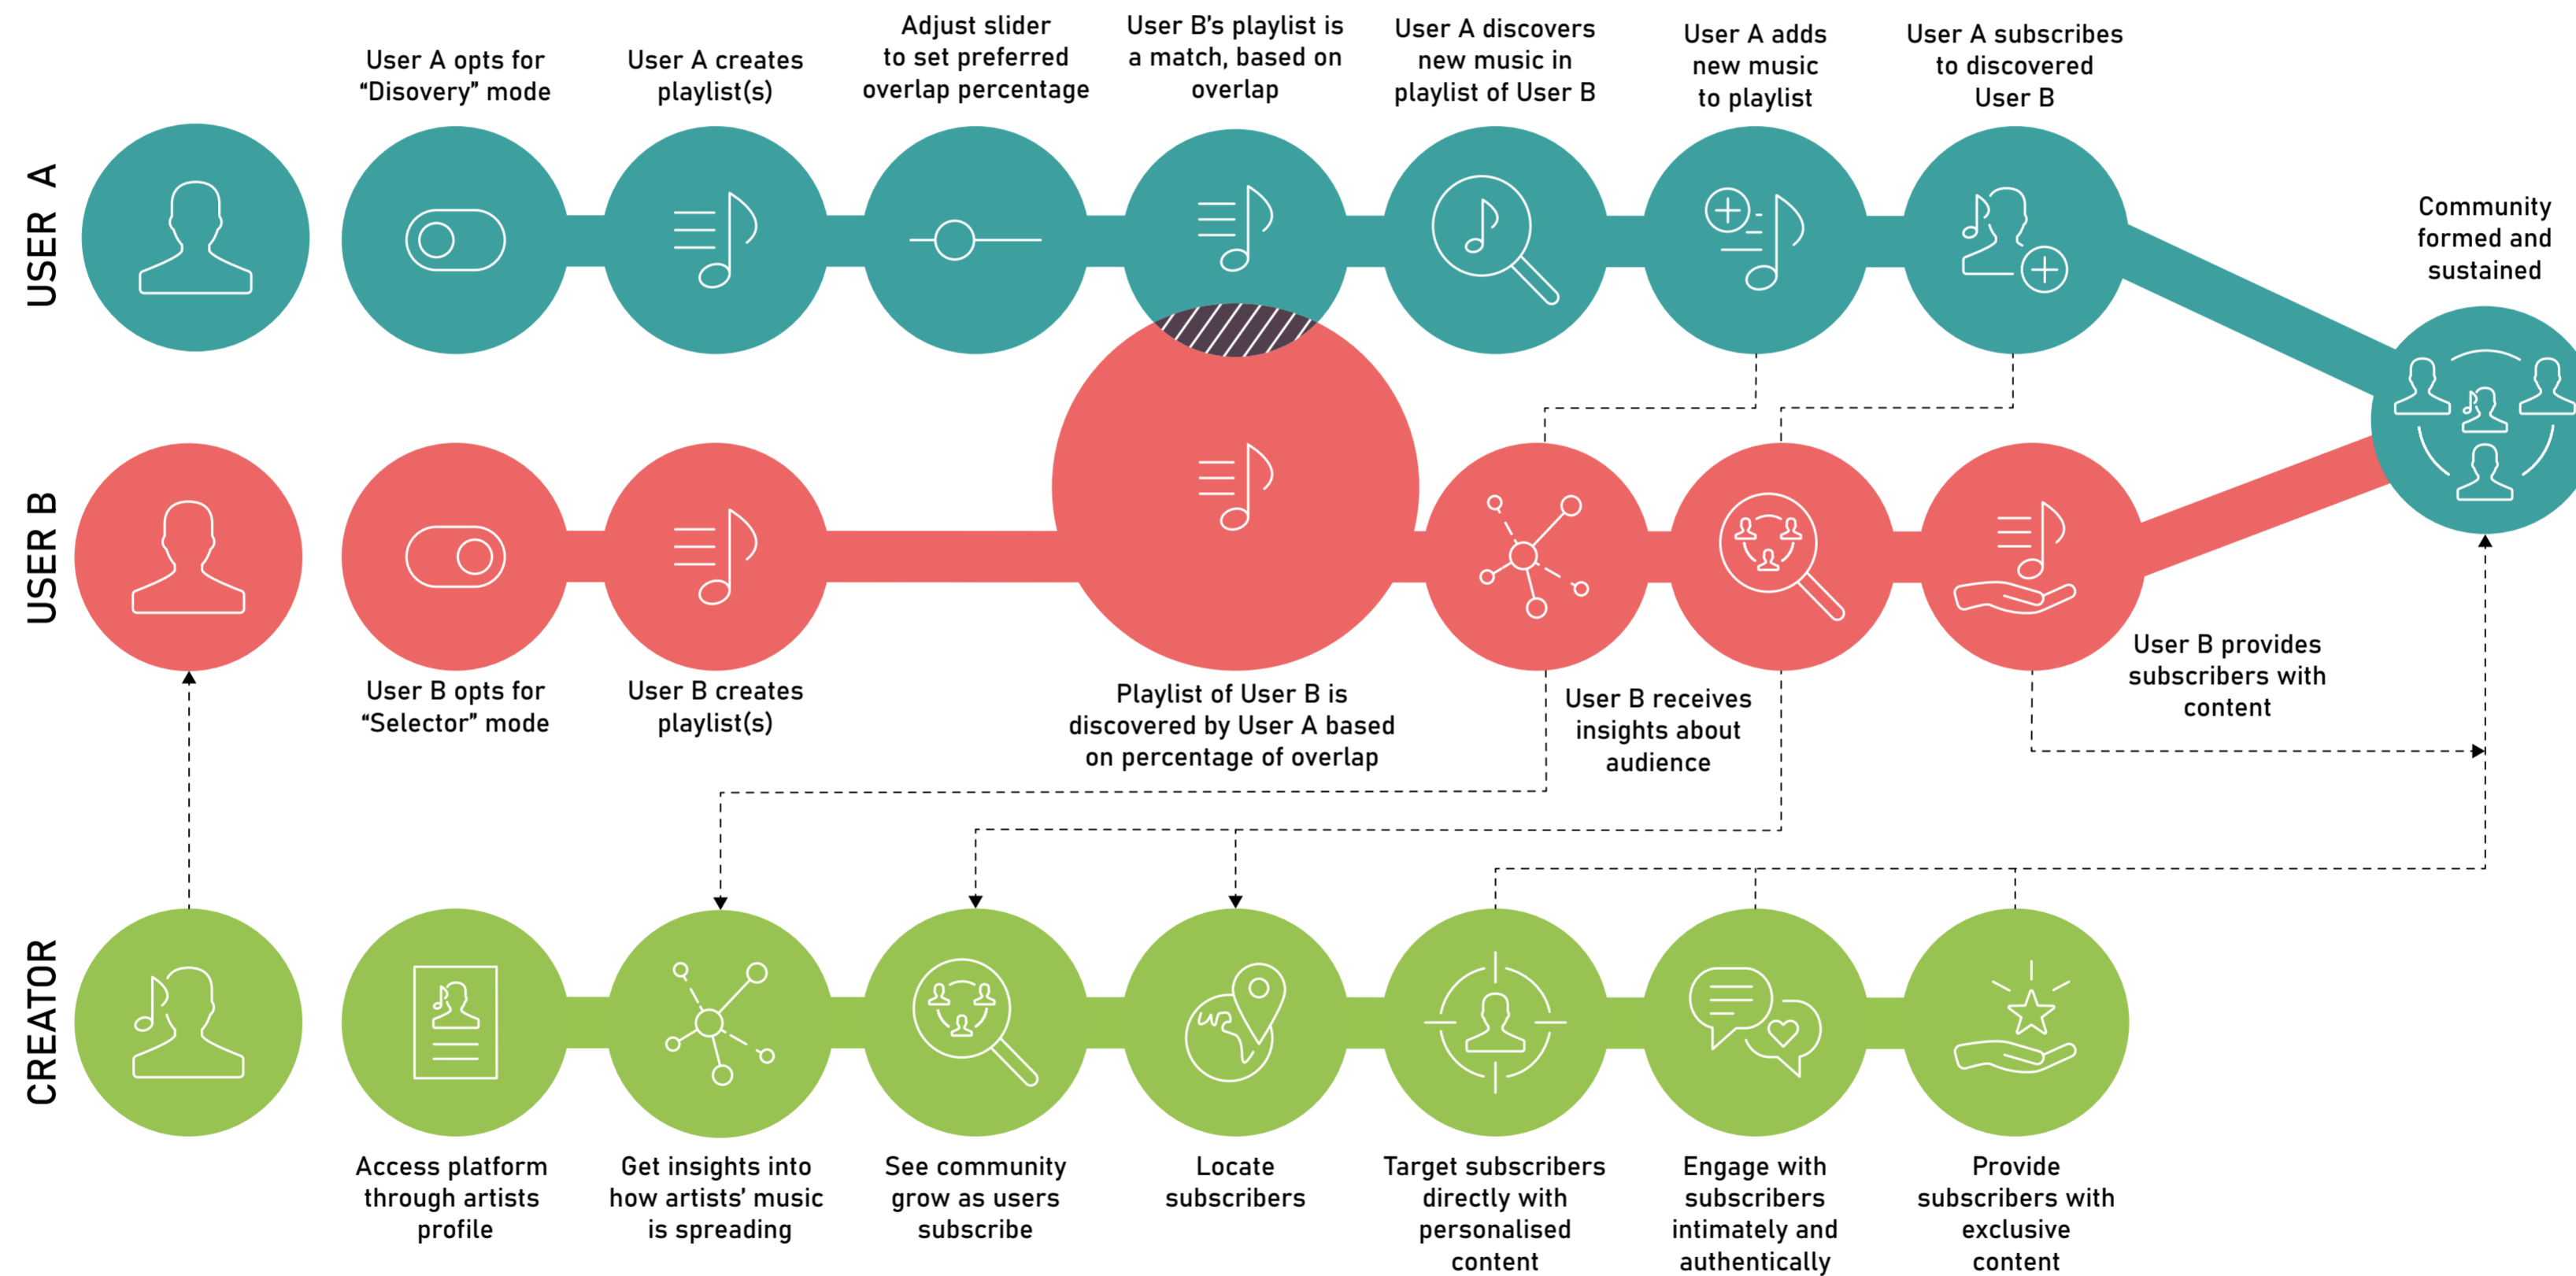 USER A
User A opts for
“Disovery” mode
User A creates
playlist(s)
Adjust slider
to set preferred
overlap percentage
User B’s playlist is
a match, based on
overlap
User A discovers
new music in
playlist of User B
User A adds
new music
to playlist
User A subscribes
to discovered
User B
Community
formed and
sustained
USER B
User B opts for
“Selector” mode
User B creates
playlist(s)
Playlist of User B is
discovered by User A based
on percentage of overlap
User B receives
insights about
audience
User B provides
subscribers with
content
CREATOR
Access platform
through artists
profile
Get insights into
how artists’ music
is spreading
See community
grow as users
subscribe
Locate
subscribers
Target subscribers
directly with
personalised
content
Engage with
subscribers
intimately and
authentically
Provide
subscribers with
exclusive
content